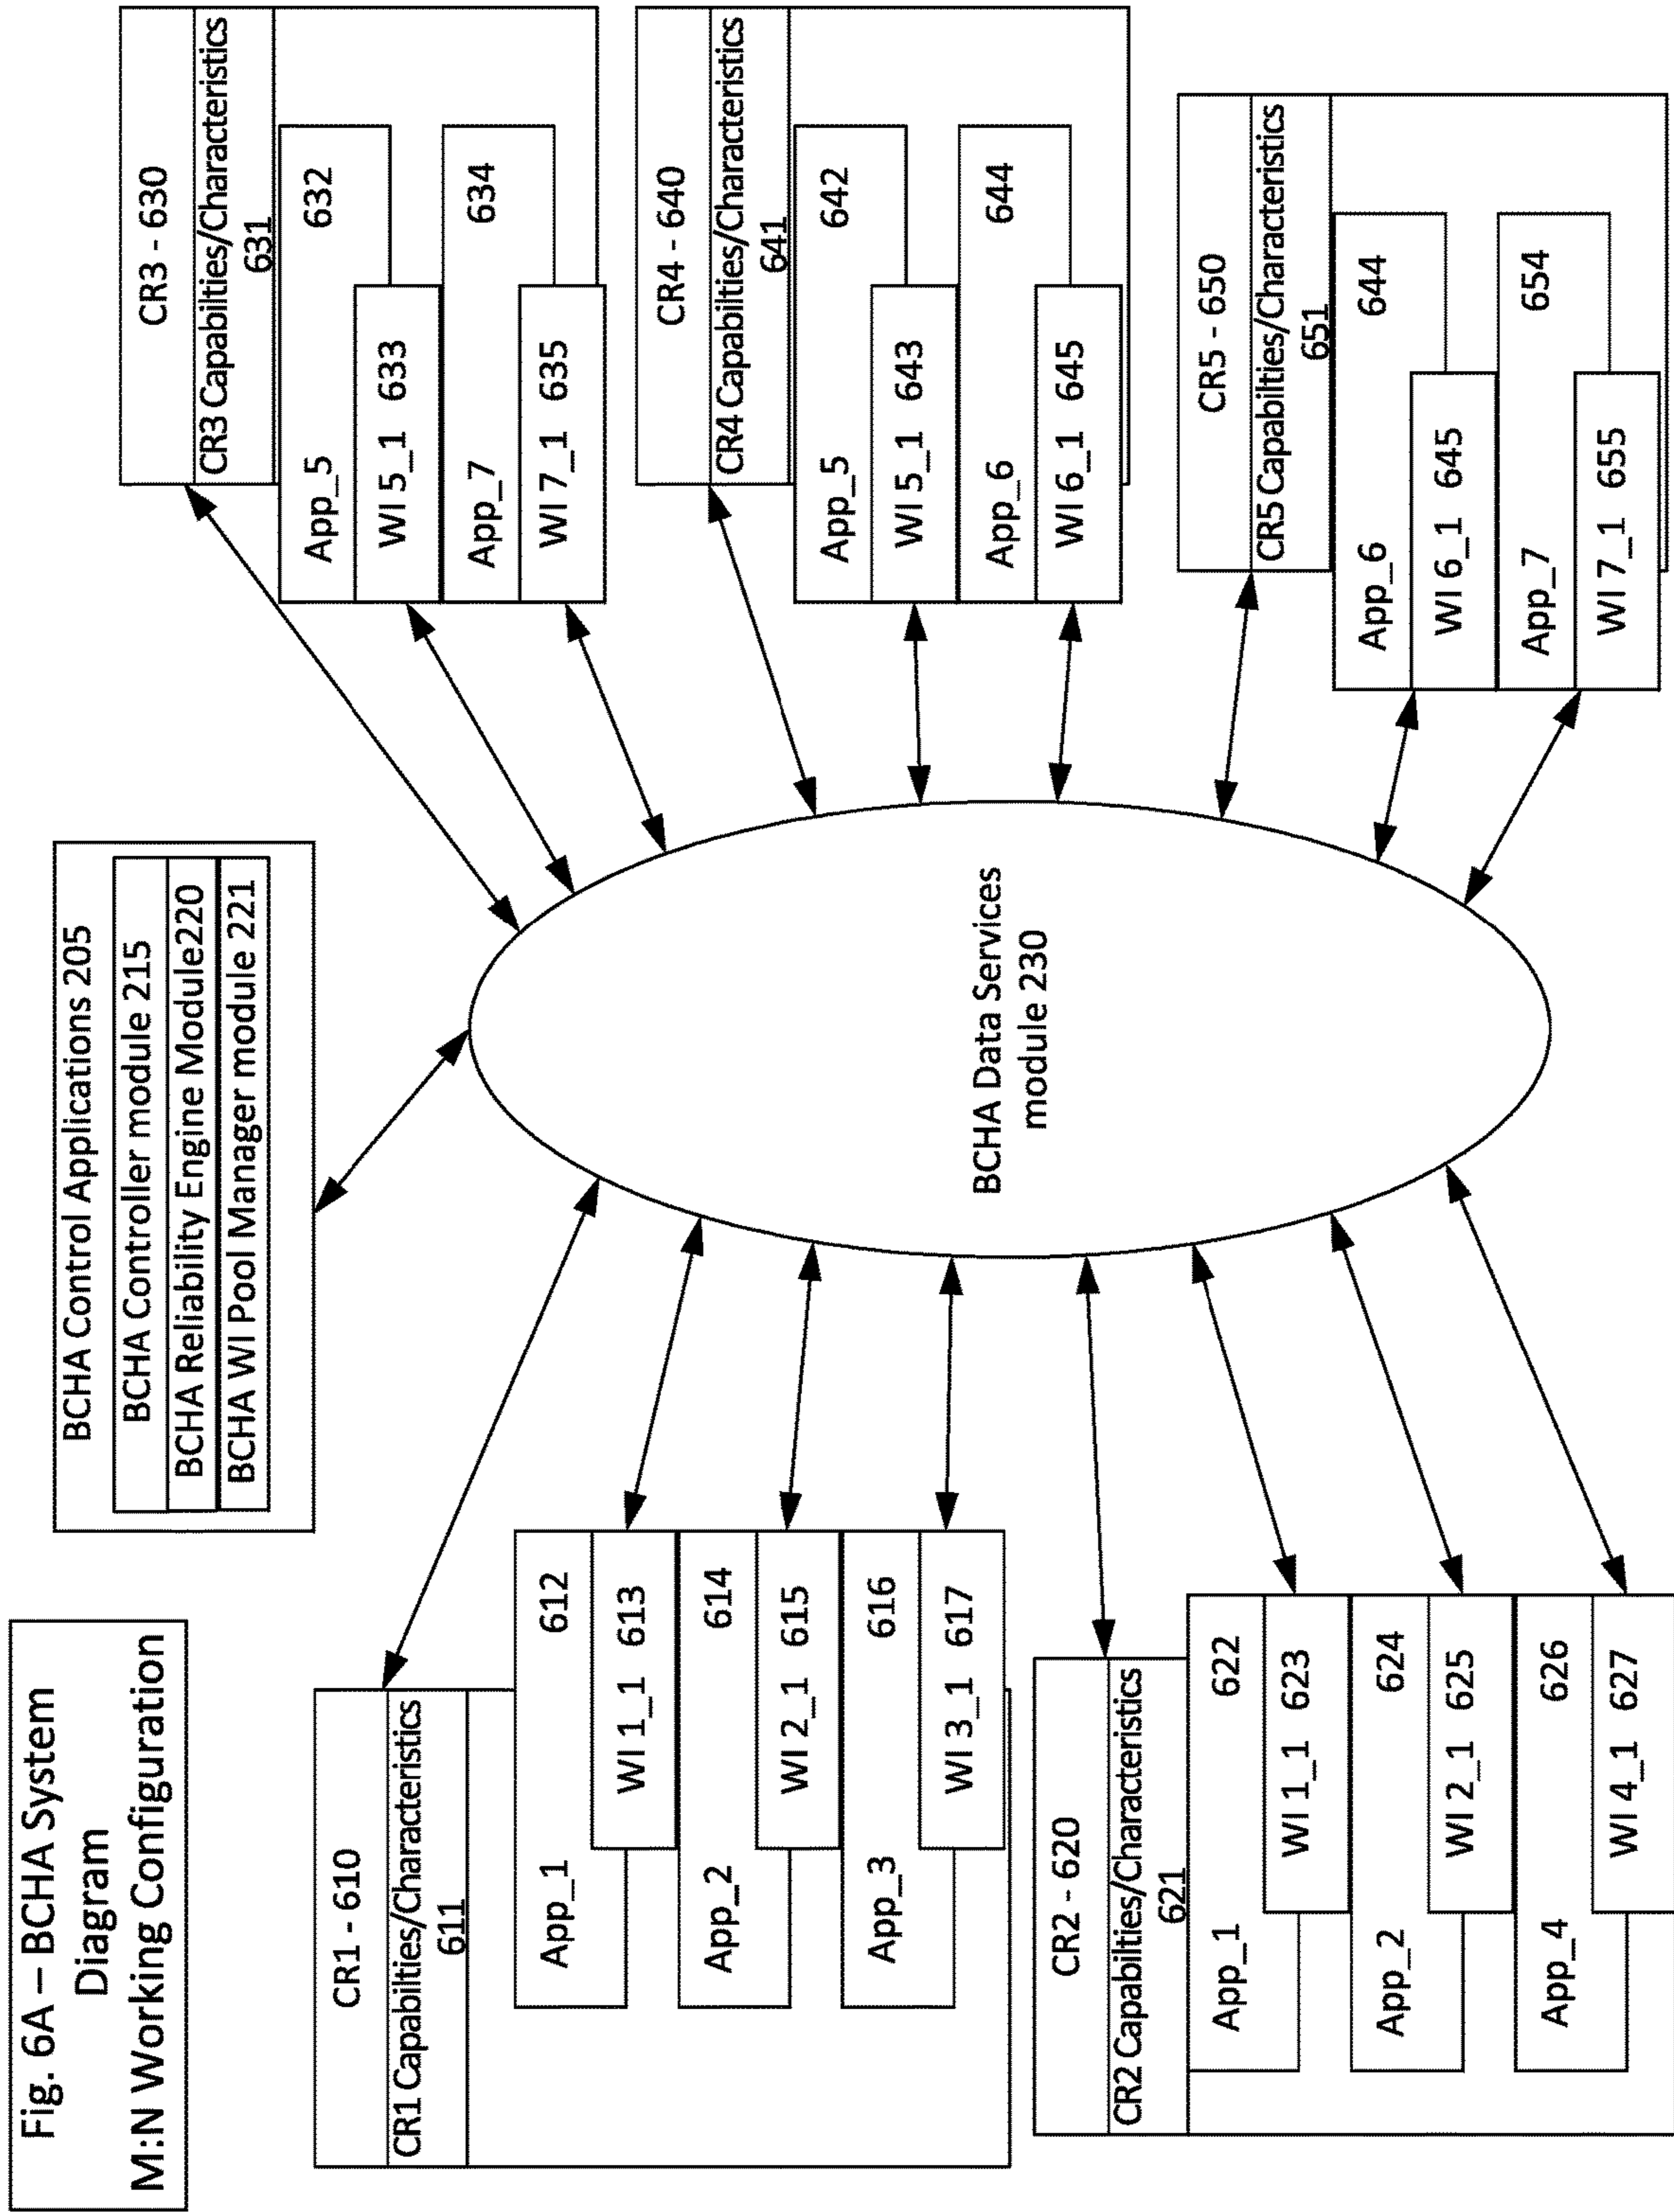 Fig. 6A – BCHA System
Diagram
M:N Working Configuration
BCHA Control Applications 205
BCHA Controller module 215
BCHA Reliability Engine Module220
BCHA WI Pool Manager module 221
CR1 - 610
CR1 Capabilties/Characteristics
611
App_1 612
WI 1_1 613
App_2 614
WI 2_1 615
App_3 616
WI 3_1 617
CR2 - 620
CR2 Capabilties/Characteristics
621
App_1 622
WI 1_1 623
App_2 624
WI 2_1 625
App_4 626
WI 4_1 627
BCHA Data Services
module 230
CR3 - 630
CR3 Capabilties/Characteristics
631
App_5 632
WI 5_1 633
App_7 634
WI 7_1 635
CR4 - 640
CR4 Capabilties/Characteristics
641
App_5 642
WI 5_1 643
App_6 644
WI 6_1 645
CR5 - 650
CR5 Capabilties/Characteristics
651
App_6 644
WI 6_1 645
App_7 654
WI 7_1 655